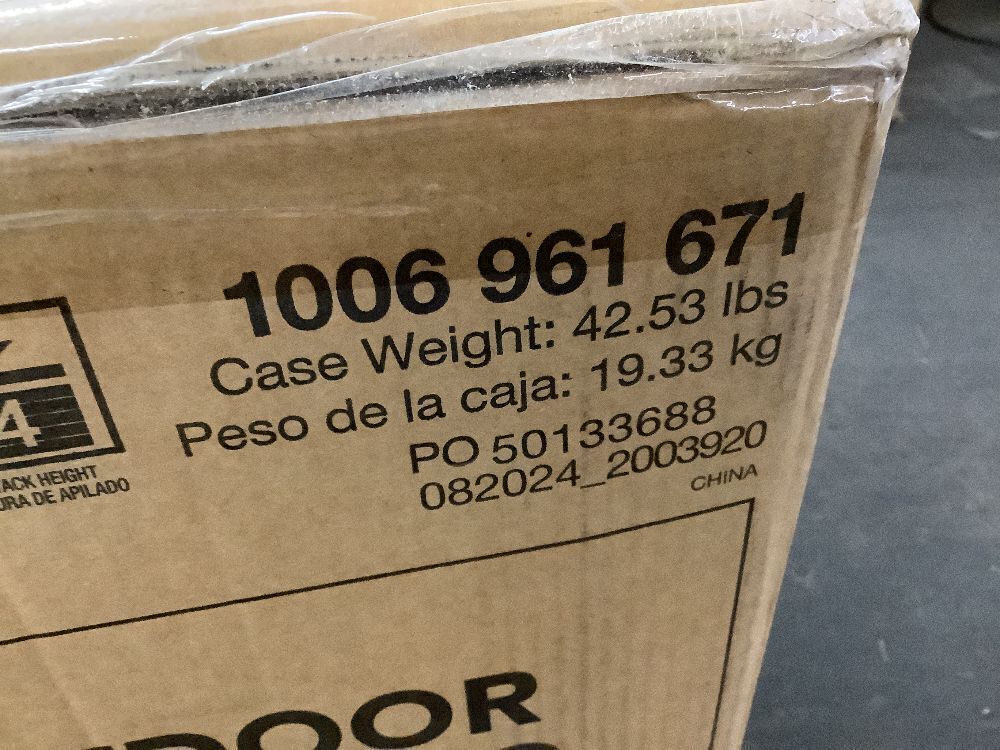 1006 961 671
Case Weight: 42.53 lbs
Peso de la caja: 19.33 kg
PO 50133688
082024_2003920
CHINA
4
ACK HEIGHT
URA DE APILADO
DOOR